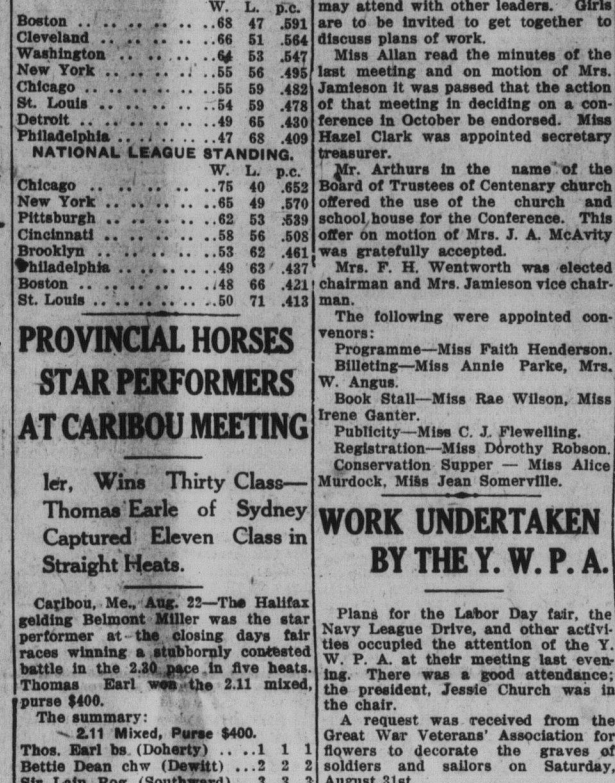 W. L. p.c.
Boston .. .. .. .. ..68 47 .591
Cleveland .. .. .. ..66 51 .564
Washington .. .. .. ..64 53 .547
New York .. .. .. .. ..55 56 .495
Chicago .. .. .. .. ..55 59 .482
St. Louis .. .. .. .. ..54 59 .478
Detroit .. .. .. .. ..49 65 .430
Philadelphia .. .. .. ..47 68 .409
NATIONAL LEAGUE STANDING.
W. L. p.c.
Chicago .. .. .. .. ..75 40 .652
New York .. .. .. .. ..65 49 .570
Pittsburgh .. .. .. ..62 53 .539
Cincinnati .. .. .. ..58 56 .508
Brooklyn .. .. .. .. ..53 62 .461
Philadelphia .. .. .. ..49 63 .437
Boston .. .. .. .. ..48 66 .421
St. Louis .. .. .. .. ..50 71 .413
PROVINCIAL HORSES
STAR PERFORMERS
AT CARIBOU MEETING
ler, Wins Thirty Class—
Thomas Earle of Sydney
Captured Eleven Class in
Straight Heats.
Caribou, Me., Aug. 22—The Halifax
gelding Belmont Miller was the star
performer at the closing days fair
races winning a stubbornly contested
battle in the 2.30 pace in five heats.
Thomas Earl won the 2.11 mixed,
purse $400.
The summary:
2.11 Mixed, Purse $400.
Thos. Earl bs (Doherty) .. ..1 1 1
Bettie Dean chw (Dewitt) ...2 2 2
Sir Lain Rog (Southward) 3 3 3
may attend with other leaders. Girls
are to be invited to get together to
discuss plans of work.
Miss Allan read the minutes of the
last meeting and on motion of Mrs.
Jamieson it was passed that the action
of that meeting in deciding on a con-
ference in October be endorsed. Miss
Hazel Clark was appointed secretary
treasurer.
Mr. Arthurs in the name of the
Board of Trustees of Centenary church
offered the use of the church and
school house for the Conference. This
offer on motion of Mrs. J. A. McAvity
was gratefully accepted.
Mrs. F. H. Wentworth was elected
chairman and Mrs. Jamieson vice chair-
man.
The following were appointed con-
venors:
Programme—Miss Faith Henderson.
Billeting—Miss Annie Parke, Mrs.
W. Angus.
Book Stall—Miss Rae Wilson, Miss
Irene Ganter.
Publicity—Miss C. J. Flewelling.
Registration—Miss Dorothy Robson.
Conservation Supper — Miss Alice
Murdock, Miss Jean Somerville.
WORK UNDERTAKEN
BY THE Y. W. P. A.
Plans for the Labor Day fair, the
Navy League Drive, and other activi-
ties occupied the attention of the Y.
W. P. A. at their meeting last even-
ing. There was a good attendance;
the president, Jessie Church was in
the chair.
A request was received from the
Great War Veterans' Association for
flowers to decorate the graves of
soldiers and sailors on Saturday
August 31st.